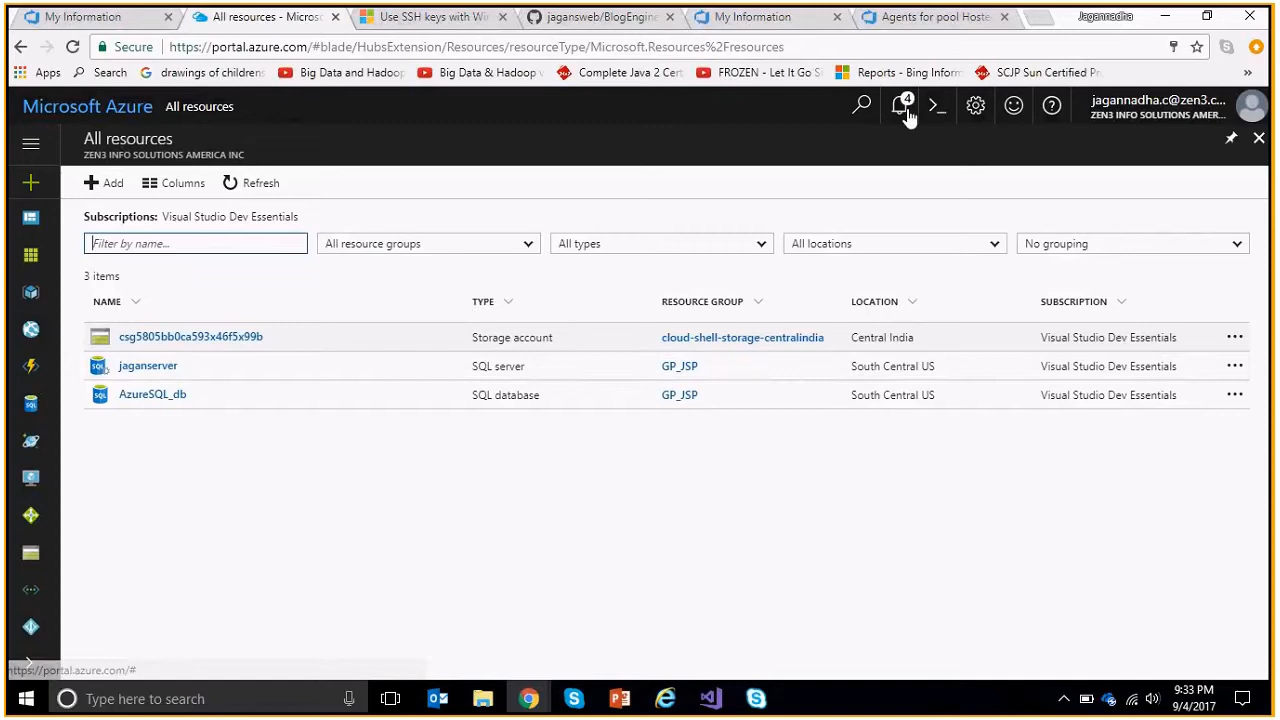 My Information
All resources - Microso
Use SSH keys with Win
jagansweb/BlogEngine
My Information
Agents for pool Hoste
Jagannadha
Secure
https://portal.azure.com/#blade/HubsExtension/Resources/resourceType/Microsoft.Resources%2Fresources
Apps
Search
drawings of childrens
Big Data and Hadoop
Big Data & Hadoop
Complete Java 2 Cert
FROZEN - Let It Go S
Reports - Bing Inform
SCJP Sun Certified Pr
»
Microsoft Azure
All resources
4
jagannadha.c@zen3.c...
ZEN3 INFO SOLUTIONS AMER...
All resources
ZEN3 INFO SOLUTIONS AMERICA INC
Add
Columns
Refresh
Subscriptions: Visual Studio Dev Essentials
Filter by name...
All resource groups
All types
All locations
No grouping
3 items
NAME
TYPE
RESOURCE GROUP
LOCATION
SUBSCRIPTION
csg5805bb0ca593x46f5x99b
Storage account
cloud-shell-storage-centralindia
Central India
Visual Studio Dev Essentials
jaganserver
SQL server
GP_JSP
South Central US
Visual Studio Dev Essentials
AzureSQL_db
SQL database
GP_JSP
South Central US
Visual Studio Dev Essentials
https://portal.azure.com/#
Type here to search
9:33 PM
9/4/2017